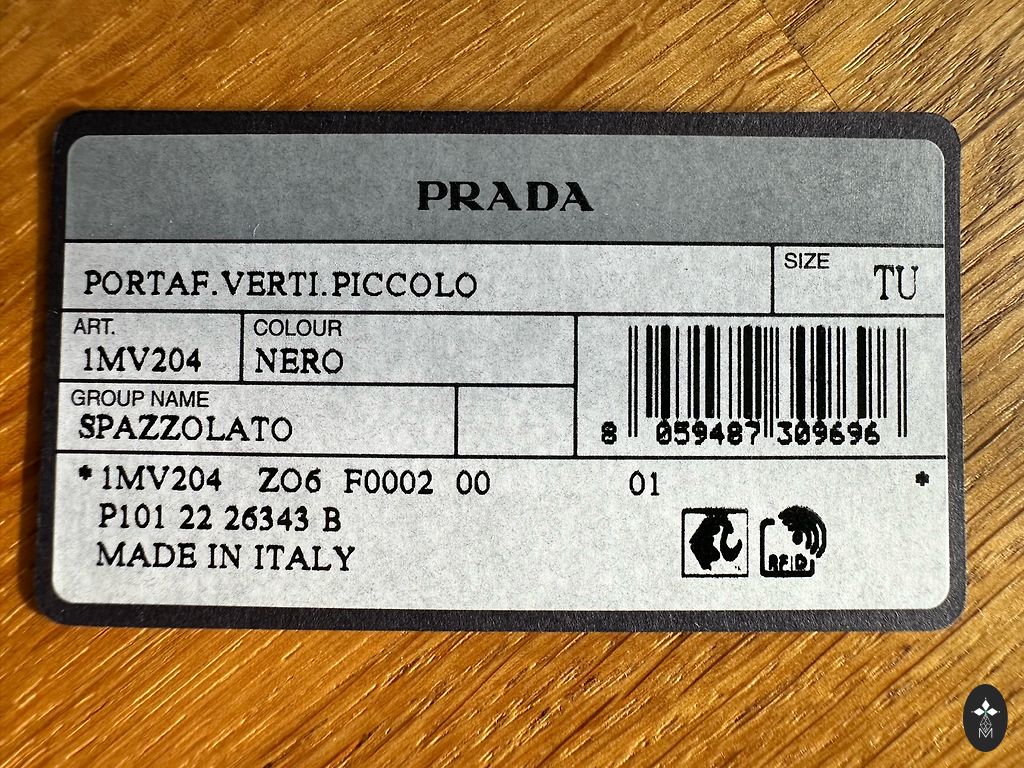 PRADA
PORTAF.VERTI.PICCOLO
SIZE TU
ART.
1MV204
COLOUR
NERO
GROUP NAME
SPAZZOLATO
8 059487 309696
*1MV204 ZO6 F0002 00 01 *
P101 22 26343 B
MADE IN ITALY
RFID
M